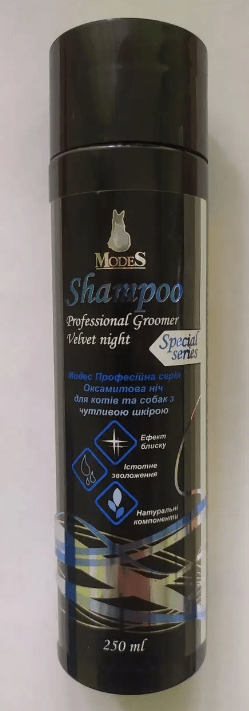 MODES
Shampoo
Professional Groomer
Velvet night
Special
series
Модес Професійна серія
Оксамитова ніч
для котів та собак з
чутливою шкірою
Ефект
блиску
Істотне
зволоження
Натуральні
компоненти
250 ml